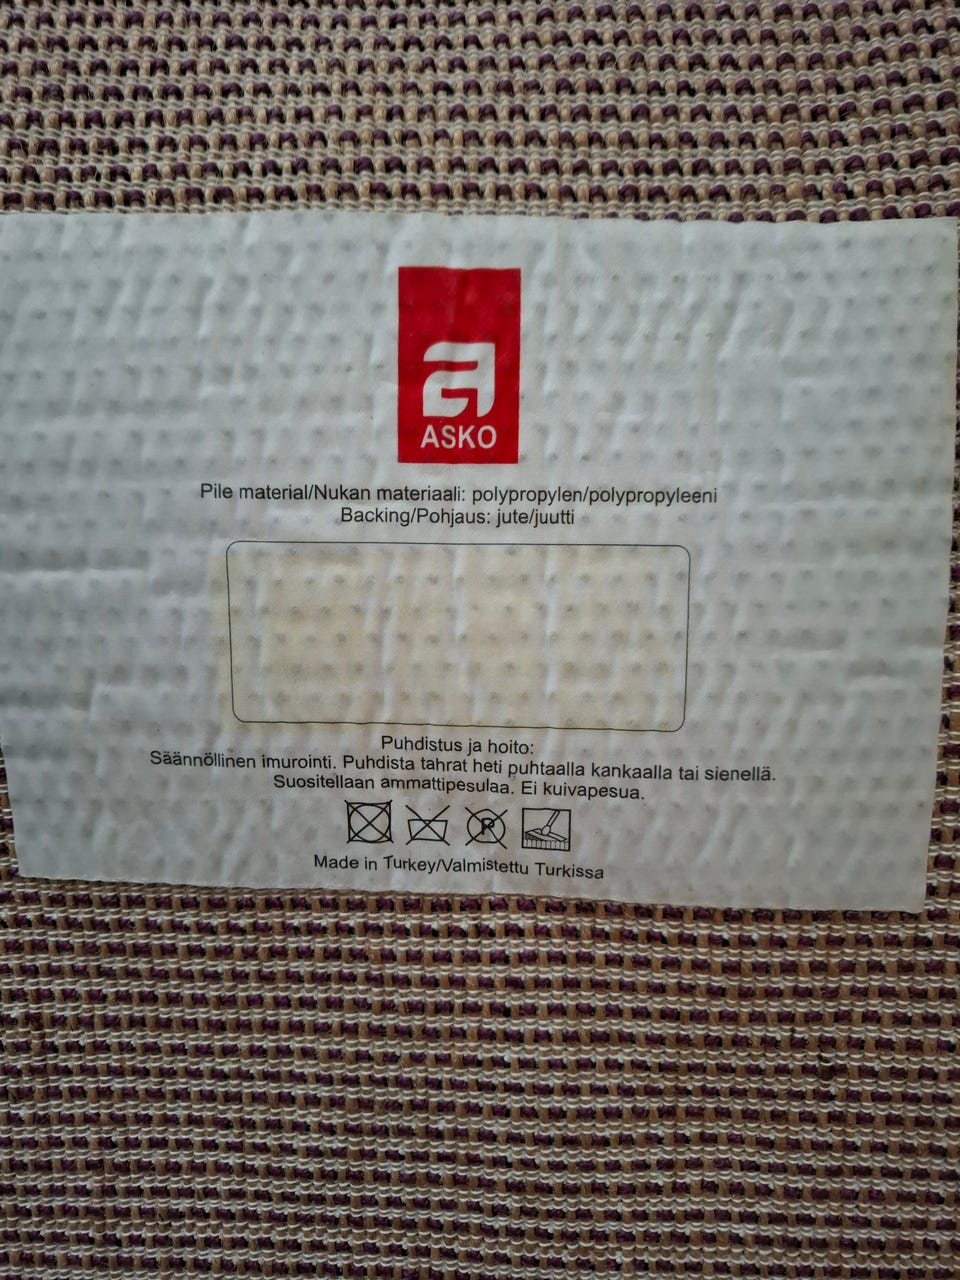 ASKO
Pile material/Nukan materiaali: polypropylen/polypropyleeni
Backing/Pohjaus: jute/juutti
Puhdistus ja hoito:
Säännöllinen imurointi. Puhdista tahrat heti puhtaalla kankaalla tai sienellä.
Suositellaan ammattipesulaa. Ei kuivapesua.
P
Made in Turkey/Valmistettu Turkissa